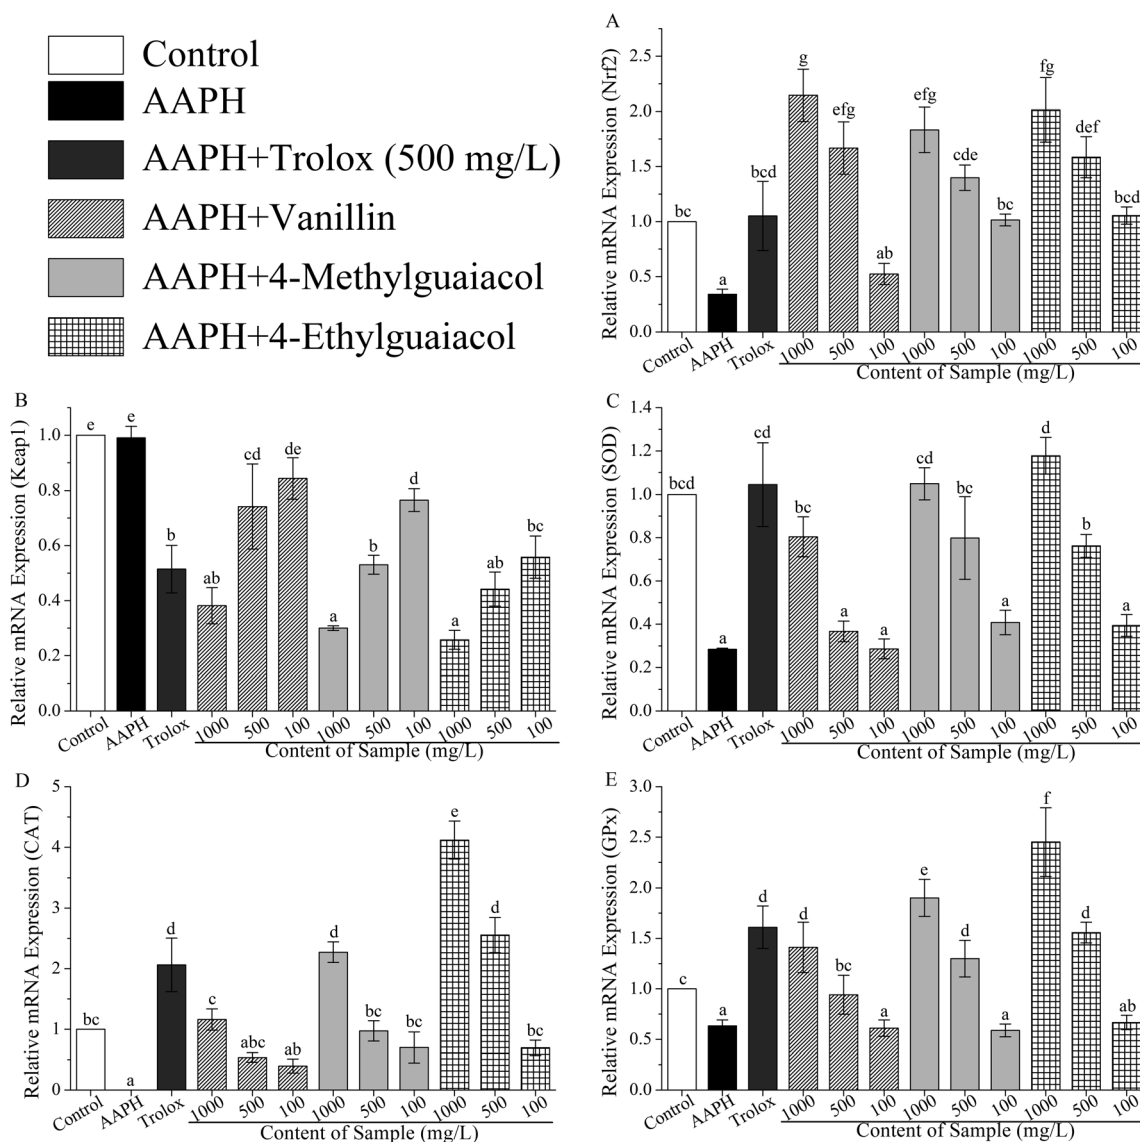 Control
AAPH
AAPH+Trolox (500 mg/L)
AAPH+Vanillin
AAPH+4-Methylguaiacol
AAPH+4-Ethylguaiacol
A
Relative mRNA Expression (Nrf2)
2.5
2.0
1.5
1.0
0.5
0.0
bc a bcd g efg ab efg cde bc fg def bcd
Control AAPH Trolox 1000 500 100 1000 500 100 1000 500 100
Content of Sample (mg/L)
B
Relative mRNA Expression (Keap1)
1.0
0.8
0.6
0.4
0.2
0.0
e e b ab cd de a b d a ab bc
Control AAPH Trolox 1000 500 100 1000 500 100 1000 500 100
Content of Sample (mg/L)
C
Relative mRNA Expression (SOD)
1.4
1.2
1.0
0.8
0.6
0.4
0.2
0.0
bcd a cd bc a a cd bc a d b a
Control AAPH Trolox 1000 500 100 1000 500 100 1000 500 100
Content of Sample (mg/L)
D
Relative mRNA Expression (CAT)
5
4
3
2
1
0
bc a d c abc ab d bc bc e d bc
Control AAPH Trolox 1000 500 100 1000 500 100 1000 500 100
Content of Sample (mg/L)
E
Relative mRNA Expression (GPx)
3.0
2.5
2.0
1.5
1.0
0.5
0.0
c a d d bc a e d a f d ab
Control AAPH Trolox 1000 500 100 1000 500 100 1000 500 100
Content of Sample (mg/L)